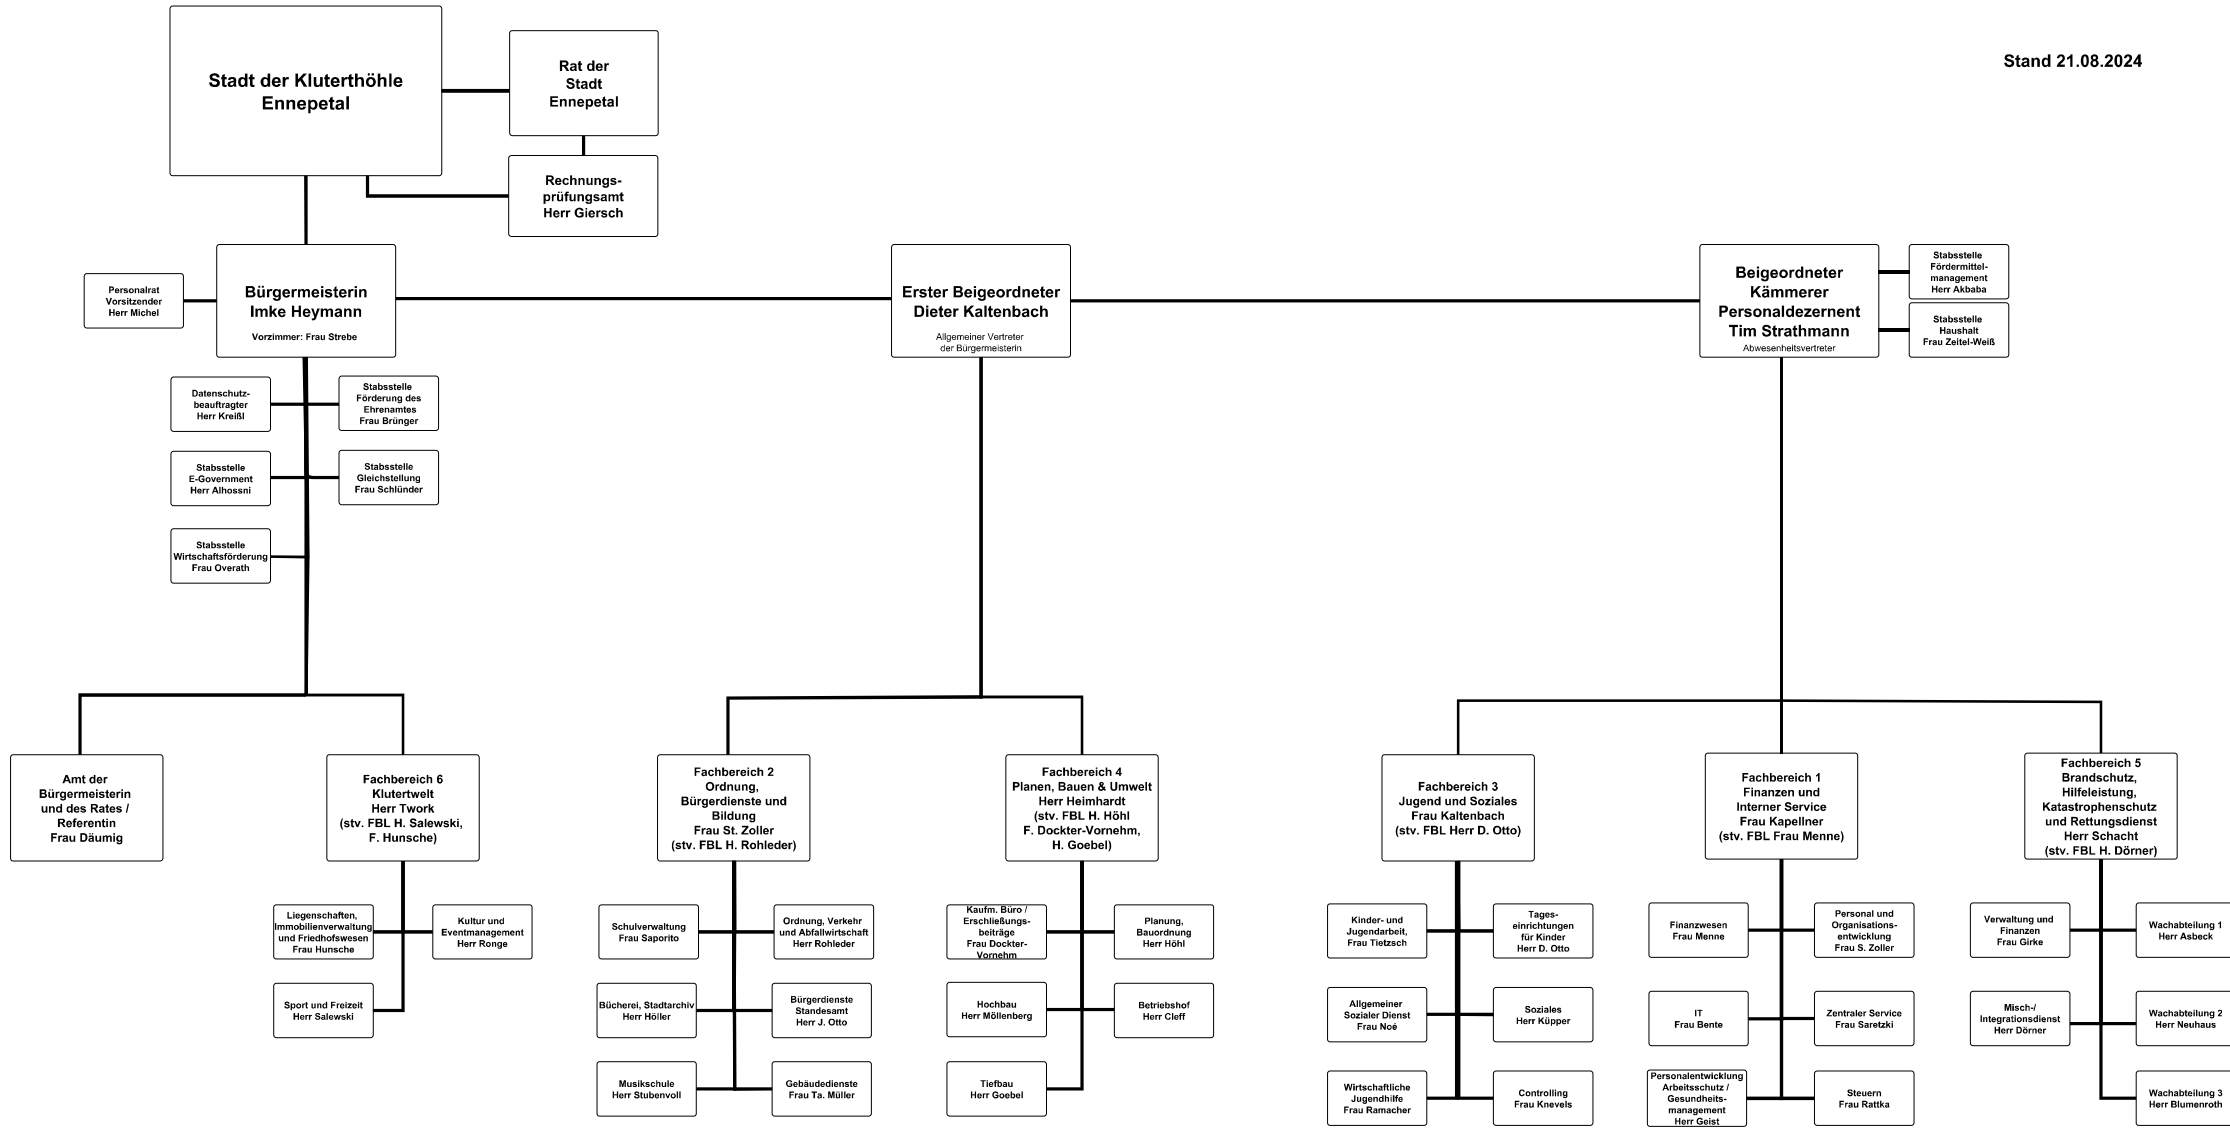 Stadt der Kluterthöhle
Ennepetal
Rat der
Stadt
Ennepetal
Stand 21.08.2024
Rechnungs-
prüfungsamt
Herr Giersch
Personalrat
Vorsitzender
Herr Michel
Bürgermeisterin
Imke Heymann
Vorzimmer: Frau Strebe
Erster Beigeordneter
Dieter Kaltenbach
Allgemeiner Vertreter
der Bürgermeisterin
Beigeordneter
Kämmerer
Personaldezernent
Tim Strathmann
Abwesenheitsvertreter
Stabsstelle
Fördermittel-
management
Herr Akbaba
Stabsstelle
Haushalt
Frau Zeitel-Weiß
Datenschutz-
beauftragter
Herr Kreißl
Stabsstelle
Förderung des
Ehrenamtes
Frau Brünger
Stabsstelle
E-Government
Herr Alhossni
Stabsstelle
Gleichstellung
Frau Schlünder
Stabsstelle
Wirtschaftsförderung
Frau Overath
Amt der
Bürgermeisterin
und des Rates /
Referentin
Frau Däumig
Fachbereich 6
Klutertwelt
Herr Twork
(stv. FBL H. Salewski,
F. Hunsche)
Fachbereich 2
Ordnung,
Bürgerdienste und
Bildung
Frau St. Zoller
(stv. FBL H. Rohleder)
Fachbereich 4
Planen, Bauen & Umwelt
Herr Heimhardt
(stv. FBL H. Höhl
F. Dockter-Vornehm,
H. Goebel)
Fachbereich 3
Jugend und Soziales
Frau Kaltenbach
(stv. FBL Herr D. Otto)
Fachbereich 1
Finanzen und
Interner Service
Frau Kapellner
(stv. FBL Frau Menne)
Fachbereich 5
Brandschutz,
Hilfeleistung,
Katastrophenschutz
und Rettungsdienst
Herr Schacht
(stv. FBL H. Dörner)
Liegenschaften,
Immobilienverwaltung
und Friedhofswesen
Frau Hunsche
Kultur und
Eventmanagement
Herr Ronge
Sport und Freizeit
Herr Salewski
Schulverwaltung
Frau Saporito
Ordnung, Verkehr
und Abfallwirtschaft
Herr Rohleder
Bücherei, Stadtarchiv
Herr Höller
Bürgerdienste
Standesamt
Herr J. Otto
Musikschule
Herr Stubenvoll
Gebäudedienste
Frau Ta. Müller
Kaufm. Büro /
Erschließungs-
beiträge
Frau Dockter-
Vornehm
Planung,
Bauordnung
Herr Höhl
Hochbau
Herr Möllenberg
Betriebshof
Herr Cleff
Tiefbau
Herr Goebel
Kinder- und
Jugendarbeit,
Frau Tietzsch
Tages-
einrichtungen
für Kinder
Herr D. Otto
Allgemeiner
Sozialer Dienst
Frau Noé
Soziales
Herr Küpper
Wirtschaftliche
Jugendhilfe
Frau Ramacher
Controlling
Frau Knevels
Finanzwesen
Frau Menne
Personal und
Organisations-
entwicklung
Frau S. Zoller
IT
Frau Bente
Zentraler Service
Frau Saretzki
Personalentwicklung
Arbeitsschutz /
Gesundheits-
management
Herr Geist
Steuern
Frau Rattka
Verwaltung und
Finanzen
Frau Girke
Wachabteilung 1
Herr Asbeck
Misch-/
Integrationsdienst
Herr Dörner
Wachabteilung 2
Herr Neuhaus
Wachabteilung 3
Herr Blumenroth